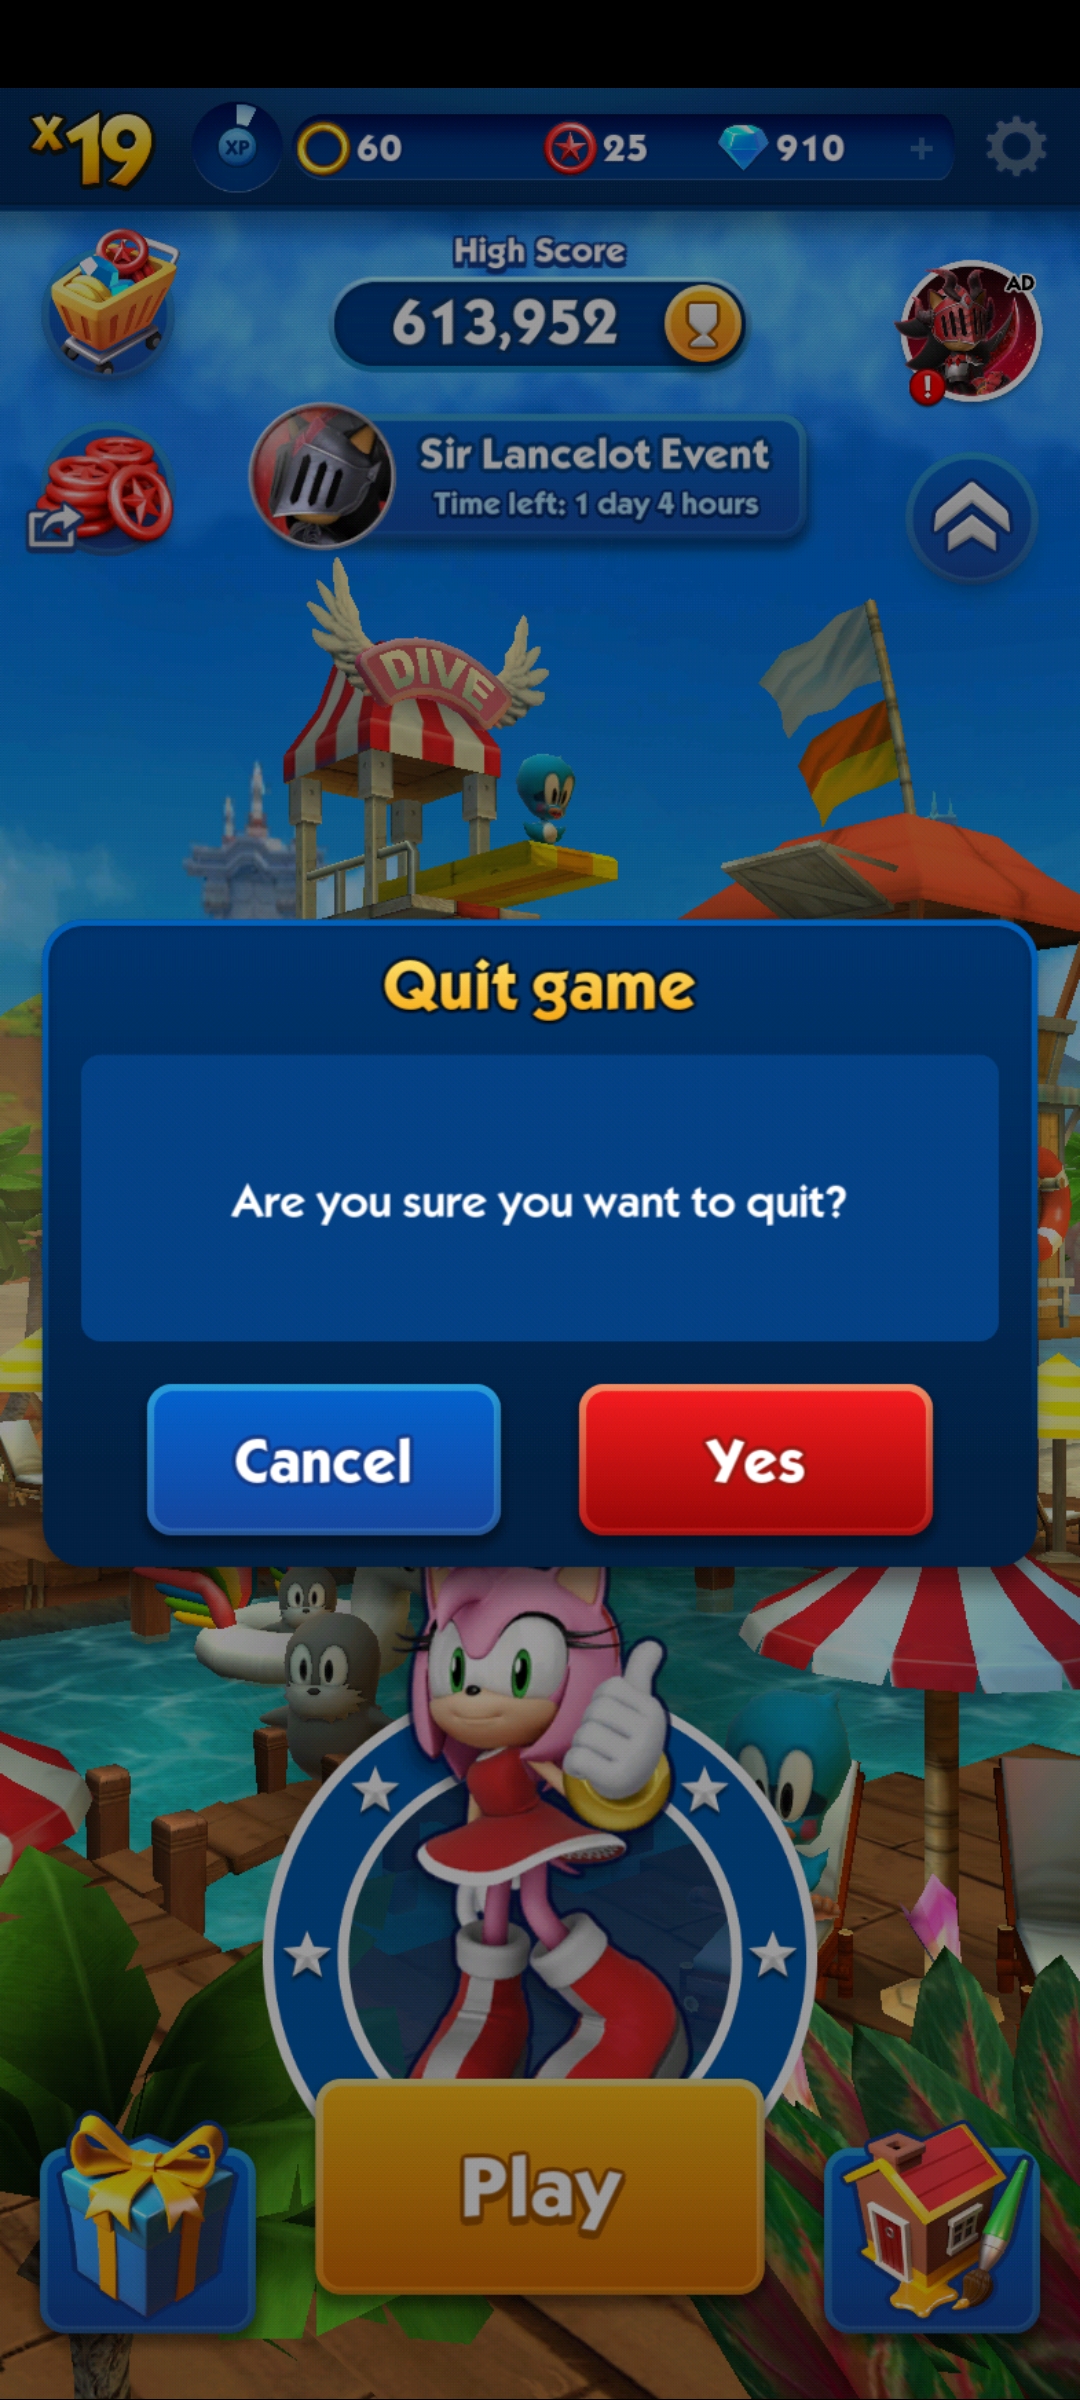 x19
XP
60
25
910
+
High Score
613,952
AD
!
Sir Lancelot Event
Time left: 1 day 4 hours
DIVE
Quit game
Are you sure you want to quit?
Cancel
Yes
Play